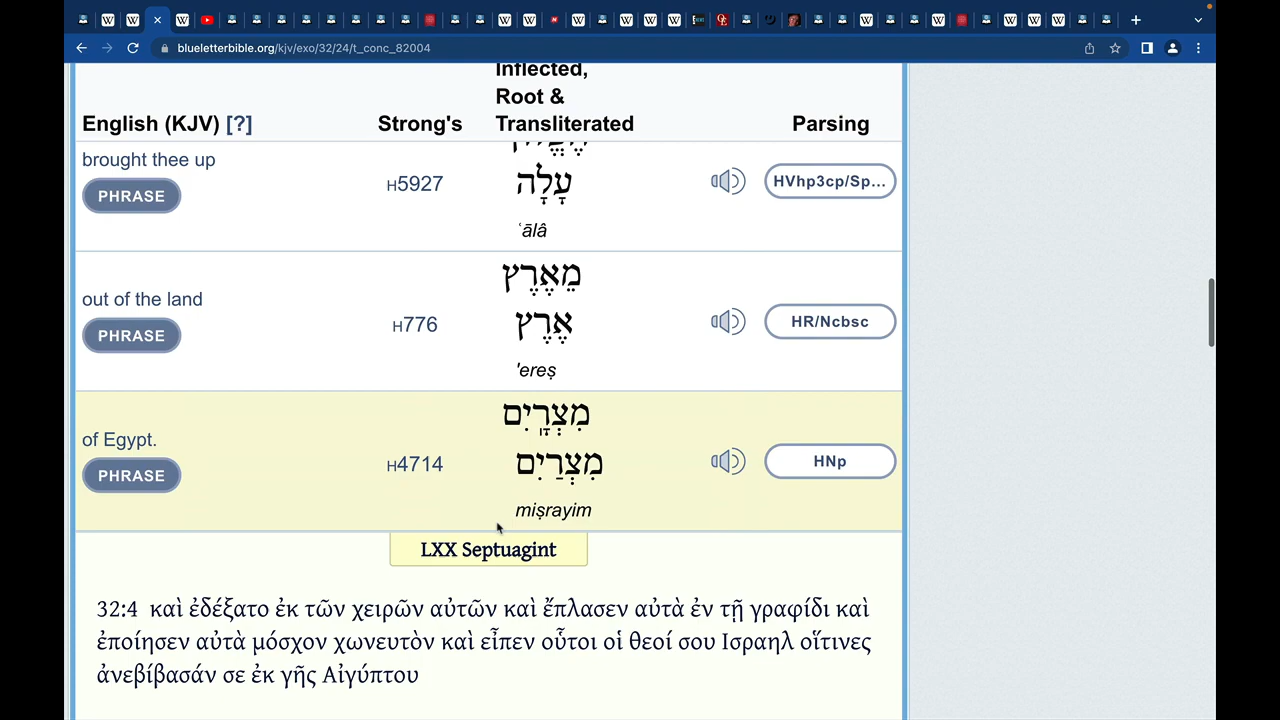 blueletterbible.org/kjv/exo/32/24/t_conc_82004
Inflected,
Root &
English (KJV) [?] Strong's Transliterated Parsing
brought thee up
PHRASE
H5927
עָלָה
ʿālâ
HVhp3cp/Sp...
out of the land
PHRASE
H776
מֵאֶרֶץ
אֶרֶץ
'ereṣ
HR/Ncbsc
of Egypt.
PHRASE
H4714
מִצְרָיִם
מִצְרַיִם
miṣrayim
HNp
LXX Septuagint
32:4 καὶ ἐδέξατο ἐκ τῶν χειρῶν αὐτῶν καὶ ἔπλασεν αὐτὰ ἐν τῇ γραφίδι καὶ
ἐποίησεν αὐτὰ μόσχον χωνευτὸν καὶ εἶπεν οὗτοι οἱ θεοί σου Ισραηλ οἵτινες
ἀνεβίβασάν σε ἐκ γῆς Αἰγύπτου